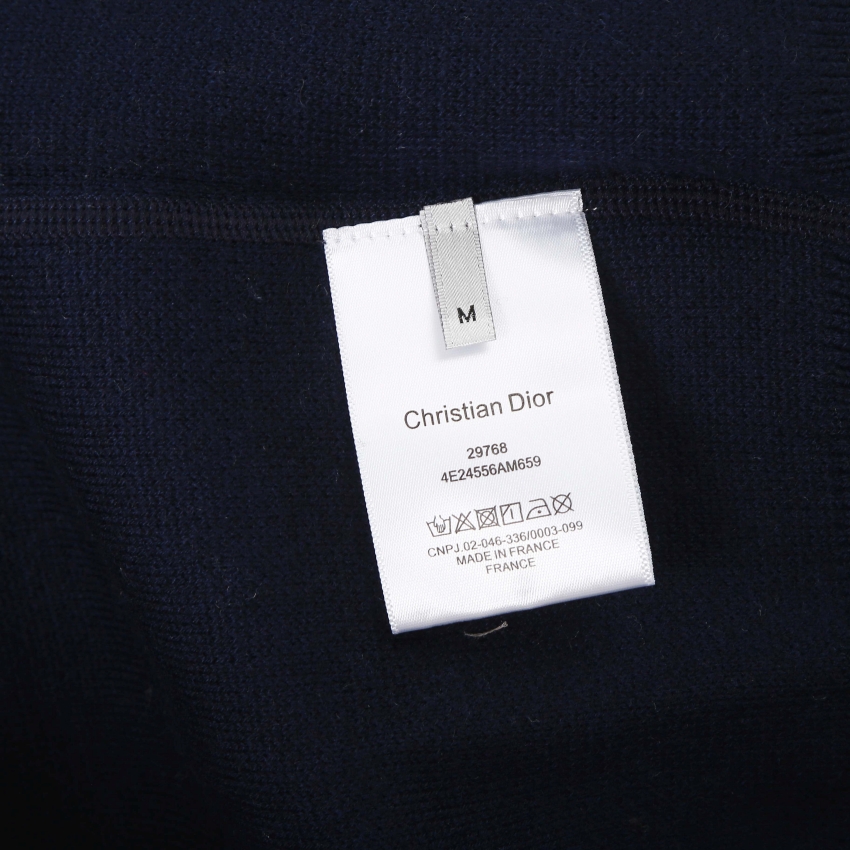 M
Christian Dior
29768
4E24556AM659
CNPJ.02-046-336/0003-099
MADE IN FRANCE
FRANCE